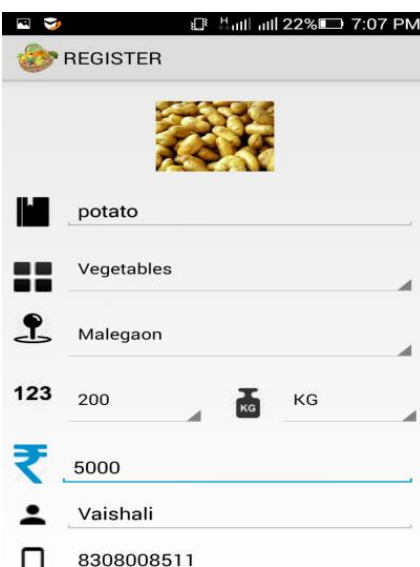 H 22% 7:07 PM
REGISTER
potato
Vegetables
Malegaon
123 200 KG KG
₹ 5000
Vaishali
8308008511